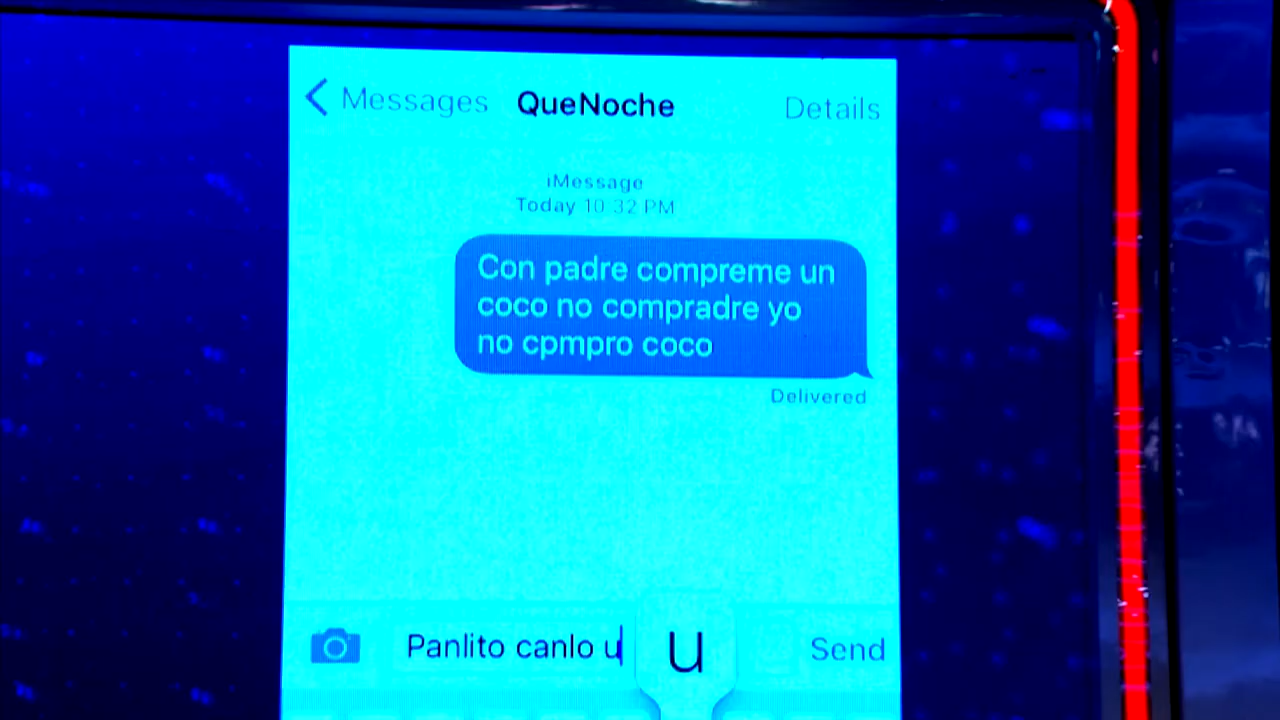 Messages QueNoche Details
iMessage
Today 10:32 PM
Con padre compreme un
coco no compradre yo
no cpmpro coco
Delivered
Panlito canlo u
U
Send